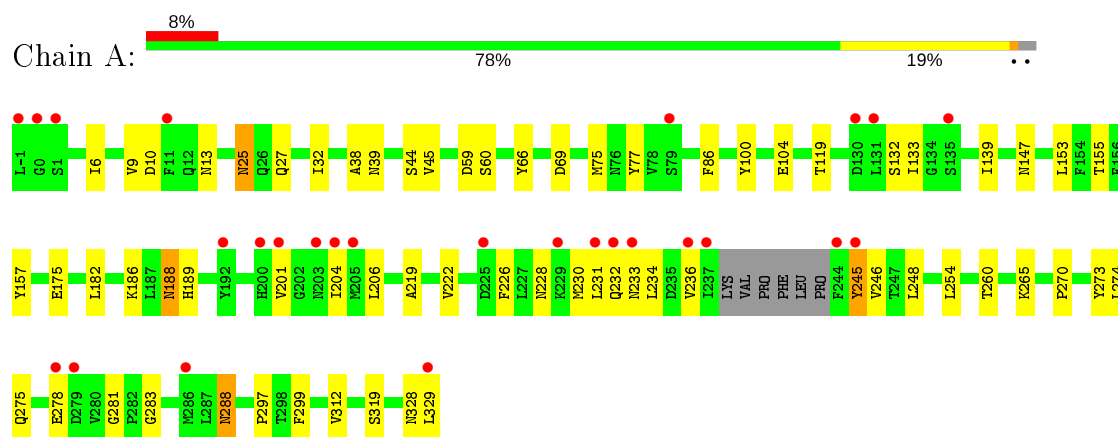 8%
Chain A:
78% 19% • •
L-1 G0 S1 I6 V9 D10 F11 Q12 N13 N25 Q26 Q27 I32 A38 N39 S44 V45 D59 S60 Y66 D69 M75 N76 Y77 V78 S79 F86 Y100 E104 T119 D130 L131 S132 I133 G134 S135 I139 N147 L153 F154 T155 E156
Y157 E175 L182 K186 L187 N188 H189 Y192 H200 V201 G202 N203 I204 M205 L206 A219 V222 D225 F226 L227 N228 K229 M230 L231 Q232 N233 L234 D235 V236 I237 LYS VAL PRO PHE LEU PRO F244 Y245 V246 T247 L248 L254 T260 K265 P270 Y273 L274
Q275 E278 D279 V280 G281 P282 G283 M286 L287 N288 P297 T298 F299 V312 S319 N328 L329